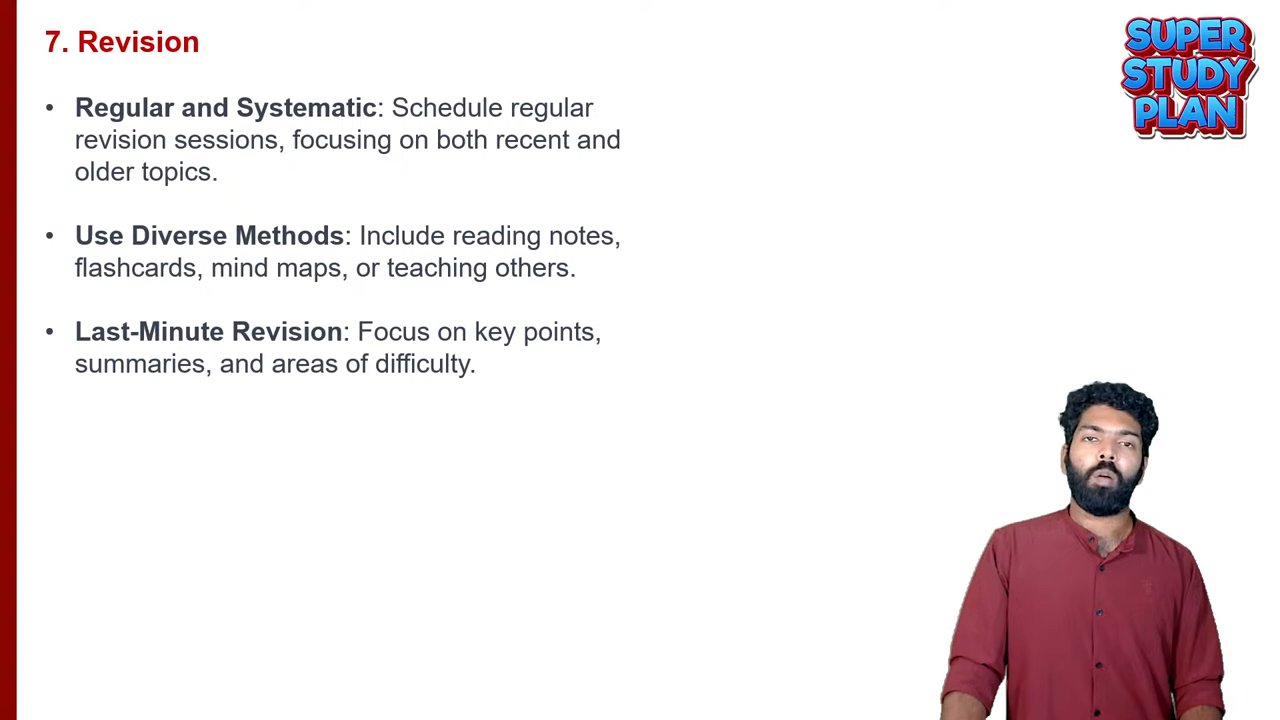 7. Revision
• Regular and Systematic: Schedule regular
revision sessions, focusing on both recent and
older topics.
• Use Diverse Methods: Include reading notes,
flashcards, mind maps, or teaching others.
• Last-Minute Revision: Focus on key points,
summaries, and areas of difficulty.
SUPER
STUDY
PLAN